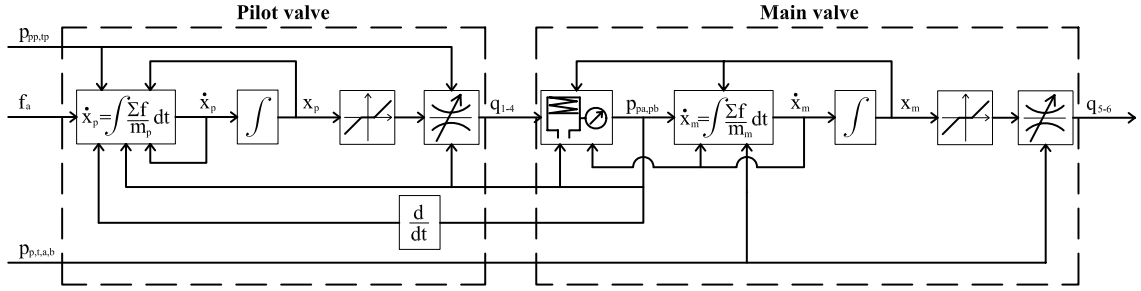 Pilot valve
Main valve
p_pp,tp
f_a
ẋ_p=∫Σf/m_p dt
ẋ_p
∫
x_p
q_1-4
p_pa,pb
ẋ_m=∫Σf/m_m dt
ẋ_m
∫
x_m
q_5-6
d/dt
p_p,t,a,b